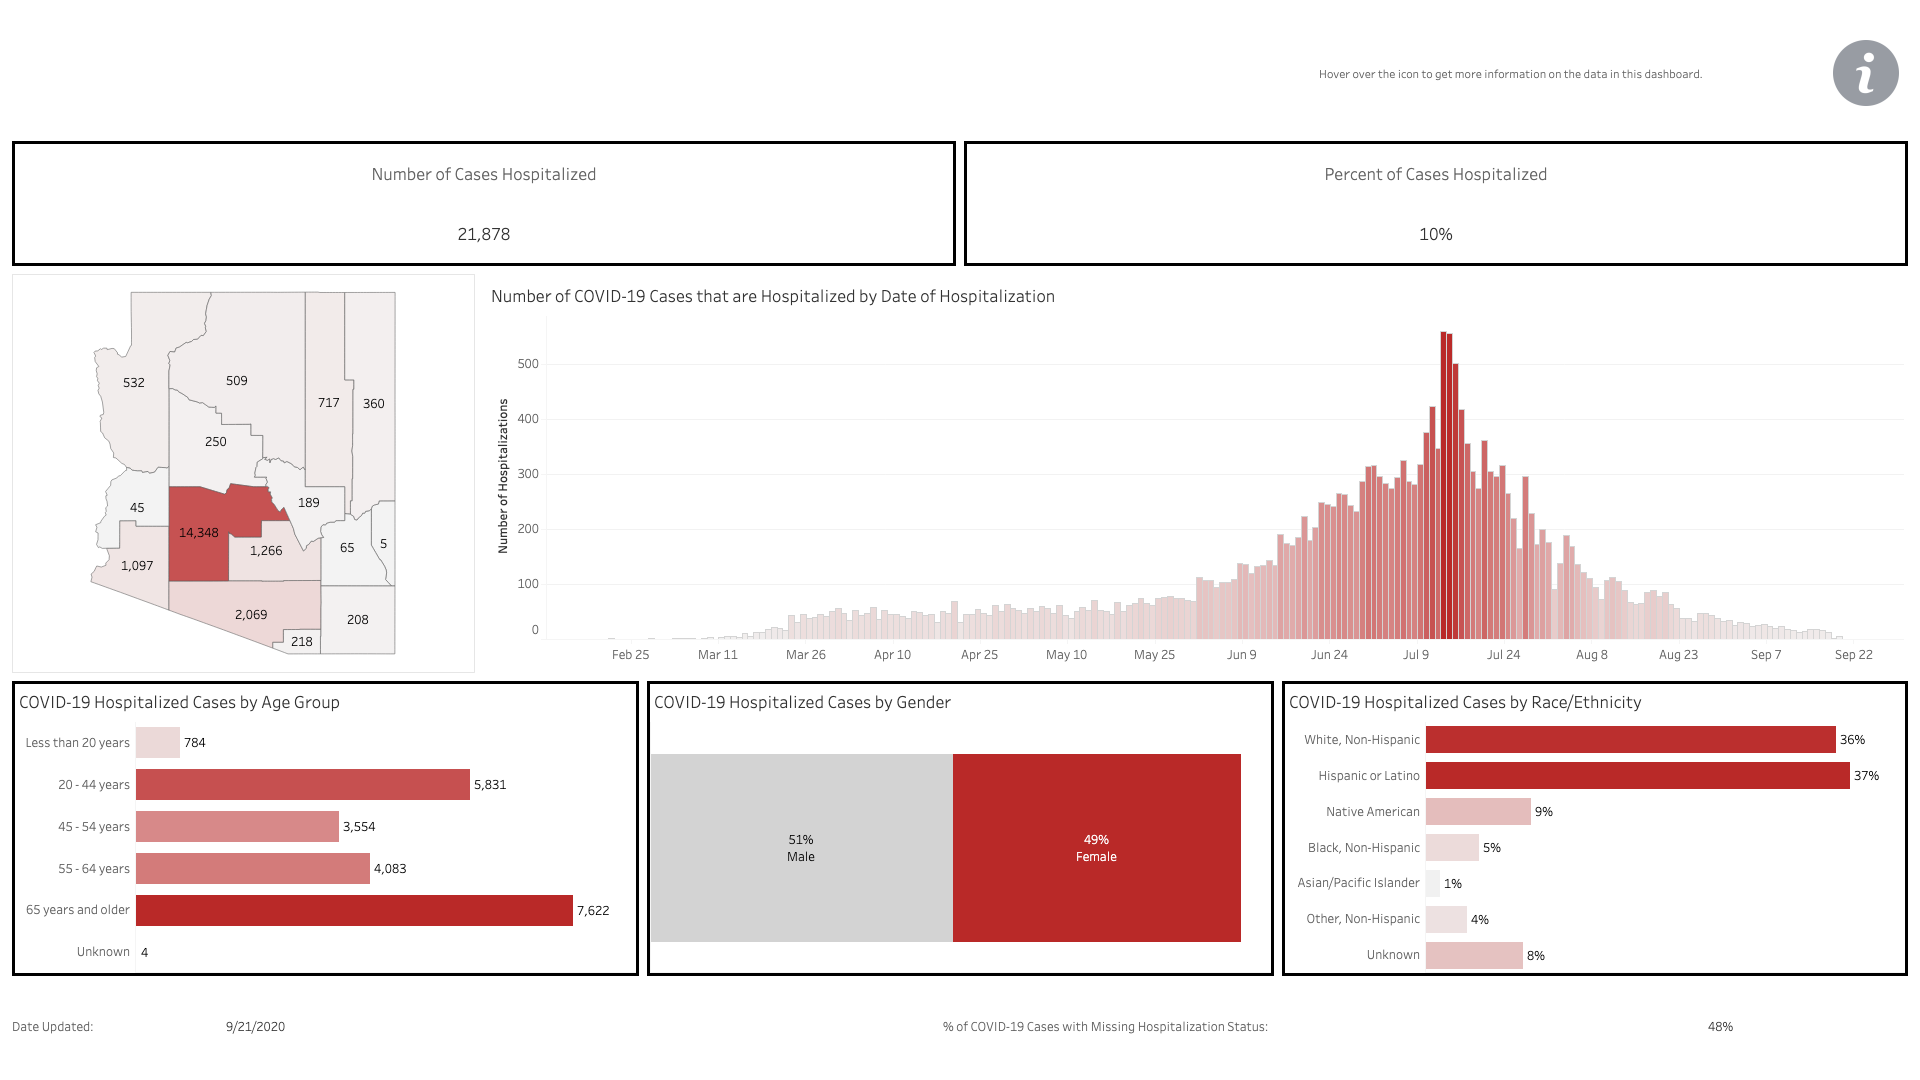 Hover over the icon to get more information on the data in this dashboard.
i
Number of Cases Hospitalized
21,878
Percent of Cases Hospitalized
10%
532
509
717
360
250
45
189
14,348
1,266
65
5
1,097
2,069
208
218
Number of COVID-19 Cases that are Hospitalized by Date of Hospitalization
Number of Hospitalizations
500
400
300
200
100
0
Feb 25
Mar 11
Mar 26
Apr 10
Apr 25
May 10
May 25
Jun 9
Jun 24
Jul 9
Jul 24
Aug 8
Aug 23
Sep 7
Sep 22
COVID-19 Hospitalized Cases by Age Group
Less than 20 years 784
20 - 44 years 5,831
45 - 54 years 3,554
55 - 64 years 4,083
65 years and older 7,622
Unknown 4
COVID-19 Hospitalized Cases by Gender
51%
Male
49%
Female
COVID-19 Hospitalized Cases by Race/Ethnicity
White, Non-Hispanic 36%
Hispanic or Latino 37%
Native American 9%
Black, Non-Hispanic 5%
Asian/Pacific Islander 1%
Other, Non-Hispanic 4%
Unknown 8%
Date Updated: 9/21/2020
% of COVID-19 Cases with Missing Hospitalization Status: 48%